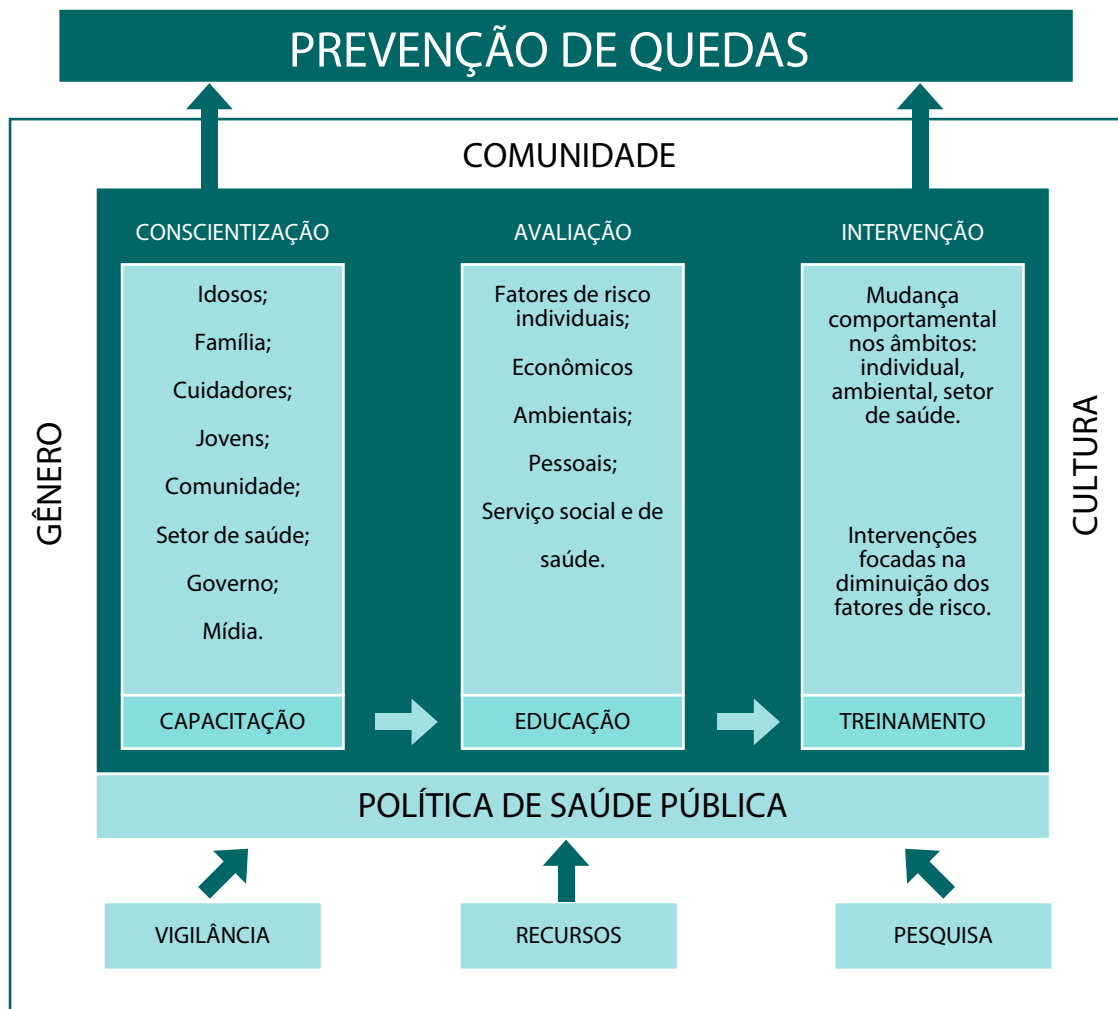 PREVENÇÃO DE QUEDAS
COMUNIDADE
GÊNERO
CULTURA
CONSCIENTIZAÇÃO
Idosos;
Família;
Cuidadores;
Jovens;
Comunidade;
Setor de saúde;
Governo;
Mídia.
CAPACITAÇÃO
AVALIAÇÃO
Fatores de risco
individuais;
Econômicos
Ambientais;
Pessoais;
Serviço social e de
saúde.
EDUCAÇÃO
INTERVENÇÃO
Mudança
comportamental
nos âmbitos:
individual,
ambiental, setor
de saúde.
Intervenções
focadas na
diminuição dos
fatores de risco.
TREINAMENTO
POLÍTICA DE SAÚDE PÚBLICA
VIGILÂNCIA
RECURSOS
PESQUISA